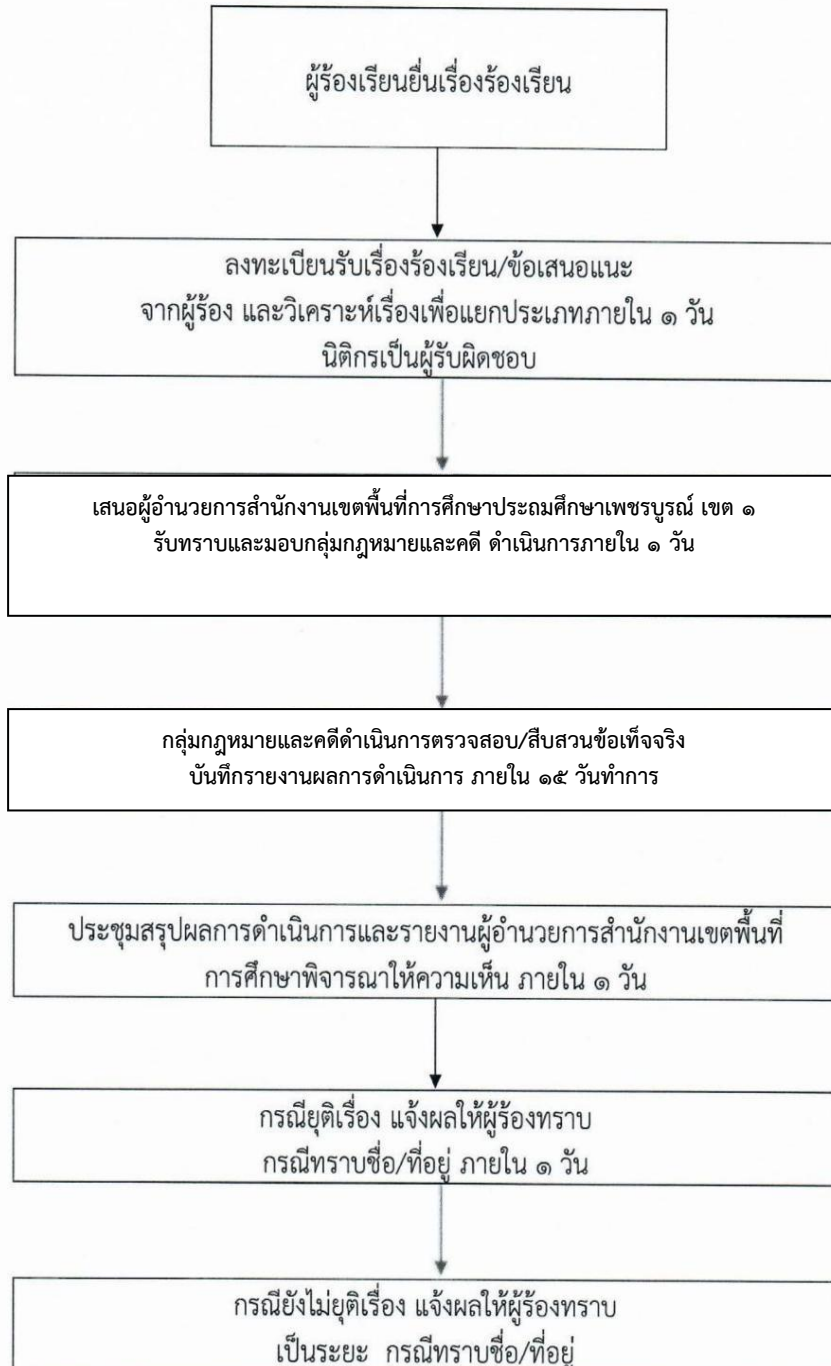 ผู้ร้องเรียนยื่นเรื่องร้องเรียน
ลงทะเบียนรับเรื่องร้องเรียน/ข้อเสนอแนะ
จากผู้ร้อง และวิเคราะห์เรื่องเพื่อแยกประเภทภายใน ๑ วัน
นิติกรเป็นผู้รับผิดชอบ
เสนอผู้อำนวยการสำนักงานเขตพื้นที่การศึกษาประถมศึกษาเพชรบูรณ์ เขต ๑
รับทราบและมอบกลุ่มกฎหมายและคดี ดำเนินการภายใน ๑ วัน
กลุ่มกฎหมายและคดีดำเนินการตรวจสอบ/สืบสวนข้อเท็จจริง
บันทึกรายงานผลการดำเนินการ ภายใน ๑๕ วันทำการ
ประชุมสรุปผลการดำเนินการและรายงานผู้อำนวยการสำนักงานเขตพื้นที่
การศึกษาพิจารณาให้ความเห็น ภายใน ๑ วัน
กรณียุติเรื่อง แจ้งผลให้ผู้ร้องทราบ
กรณีทราบชื่อ/ที่อยู่ ภายใน ๑ วัน
กรณียังไม่ยุติเรื่อง แจ้งผลให้ผู้ร้องทราบ
เป็นระยะ กรณีทราบชื่อ/ที่อยู่